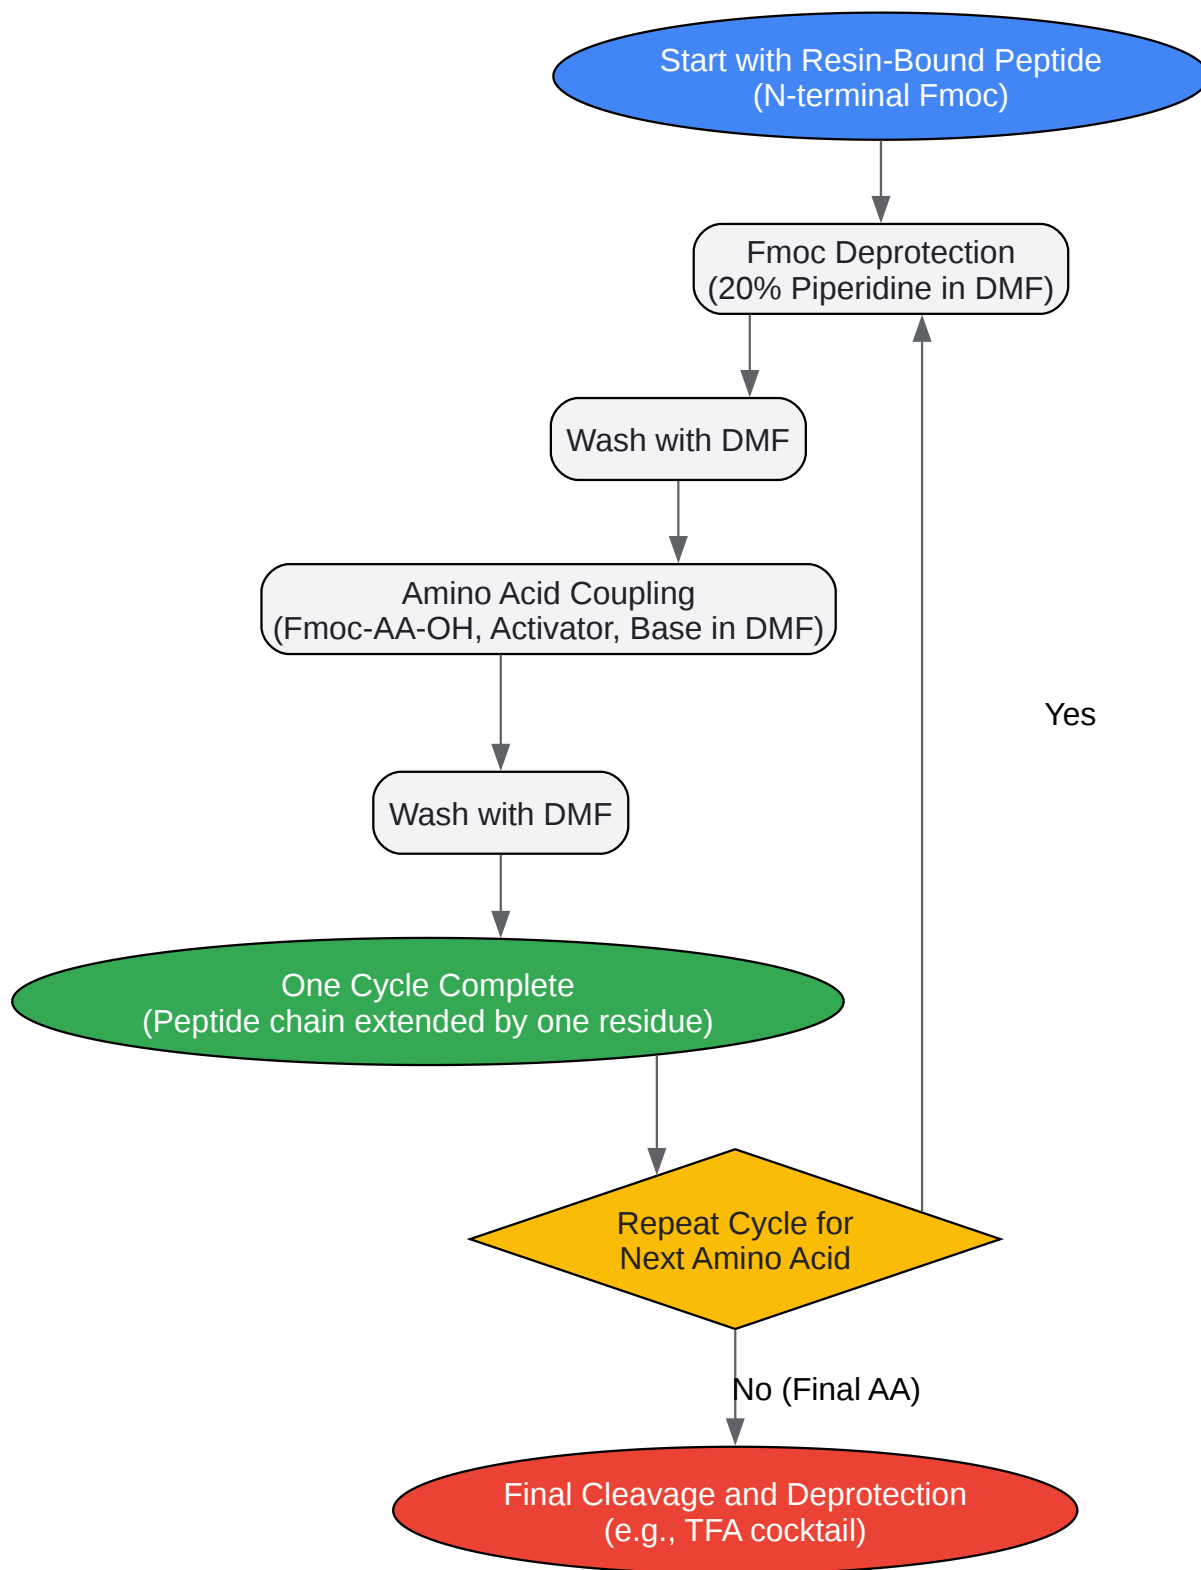 Start with Resin-Bound Peptide
(N-terminal Fmoc)
Fmoc Deprotection
(20% Piperidine in DMF)
Wash with DMF
Amino Acid Coupling
(Fmoc-AA-OH, Activator, Base in DMF)
Yes
Wash with DMF
One Cycle Complete
(Peptide chain extended by one residue)
Repeat Cycle for
Next Amino Acid
No (Final AA)
Final Cleavage and Deprotection
(e.g., TFA cocktail)